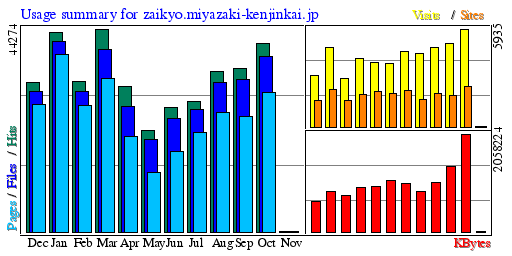 Usage summary for zaikyo.miyazaki-kenjinkai.jp
Visits / Sites
44274
5935
Pages / Files / Hits
2058224
Dec Jan Feb Mar Apr May Jun Jul Aug Sep Oct Nov
KBytes